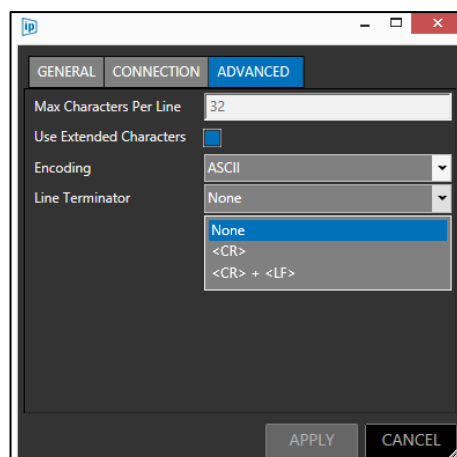 ip
GENERAL CONNECTION ADVANCED
Max Characters Per Line 32
Use Extended Characters
Encoding ASCII
Line Terminator None
None
<CR>
<CR> + <LF>
APPLY CANCEL